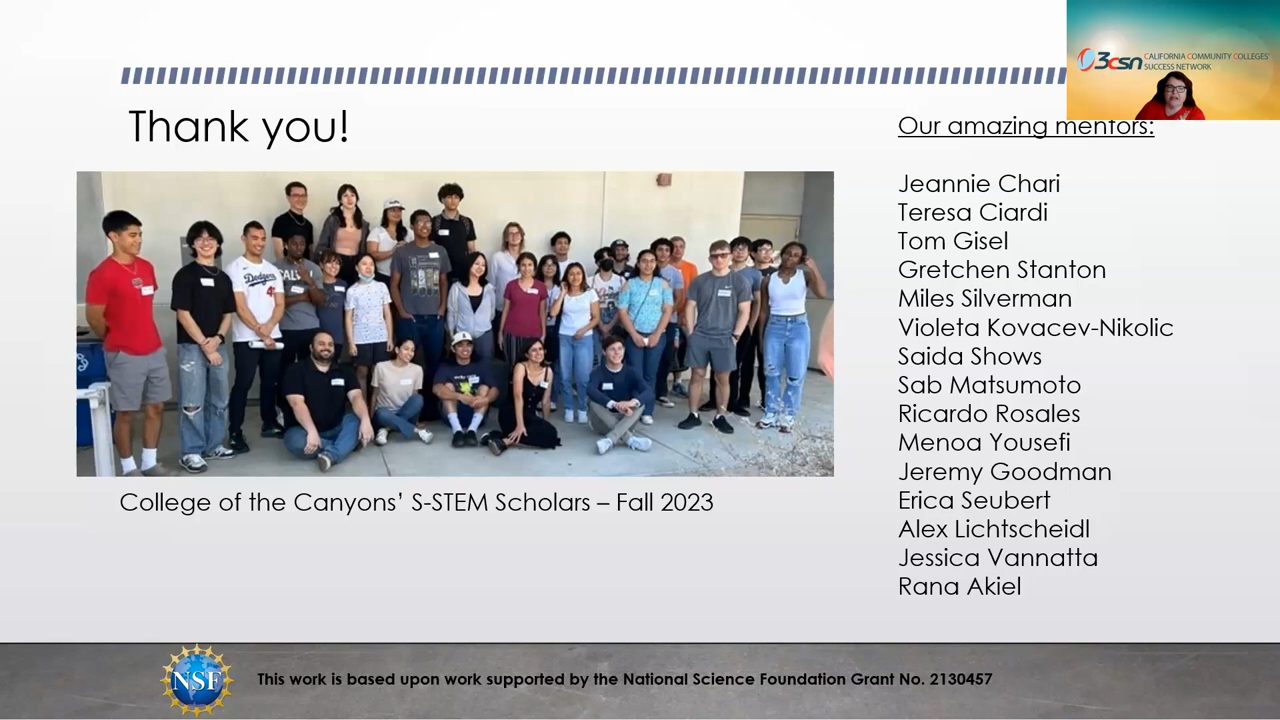 3csn CALIFORNIA COMMUNITY COLLEGES'
SUCCESS NETWORK
Thank you!
Our amazing mentors:
Jeannie Chari
Teresa Ciardi
Tom Gisel
Gretchen Stanton
Miles Silverman
Violeta Kovacev-Nikolic
Saida Shows
Sab Matsumoto
Ricardo Rosales
Menoa Yousefi
Jeremy Goodman
Erica Seubert
Alex Lichtscheidl
Jessica Vannatta
Rana Akiel
Dodgers
College of the Canyons' S-STEM Scholars – Fall 2023
NSF
This work is based upon work supported by the National Science Foundation Grant No. 2130457